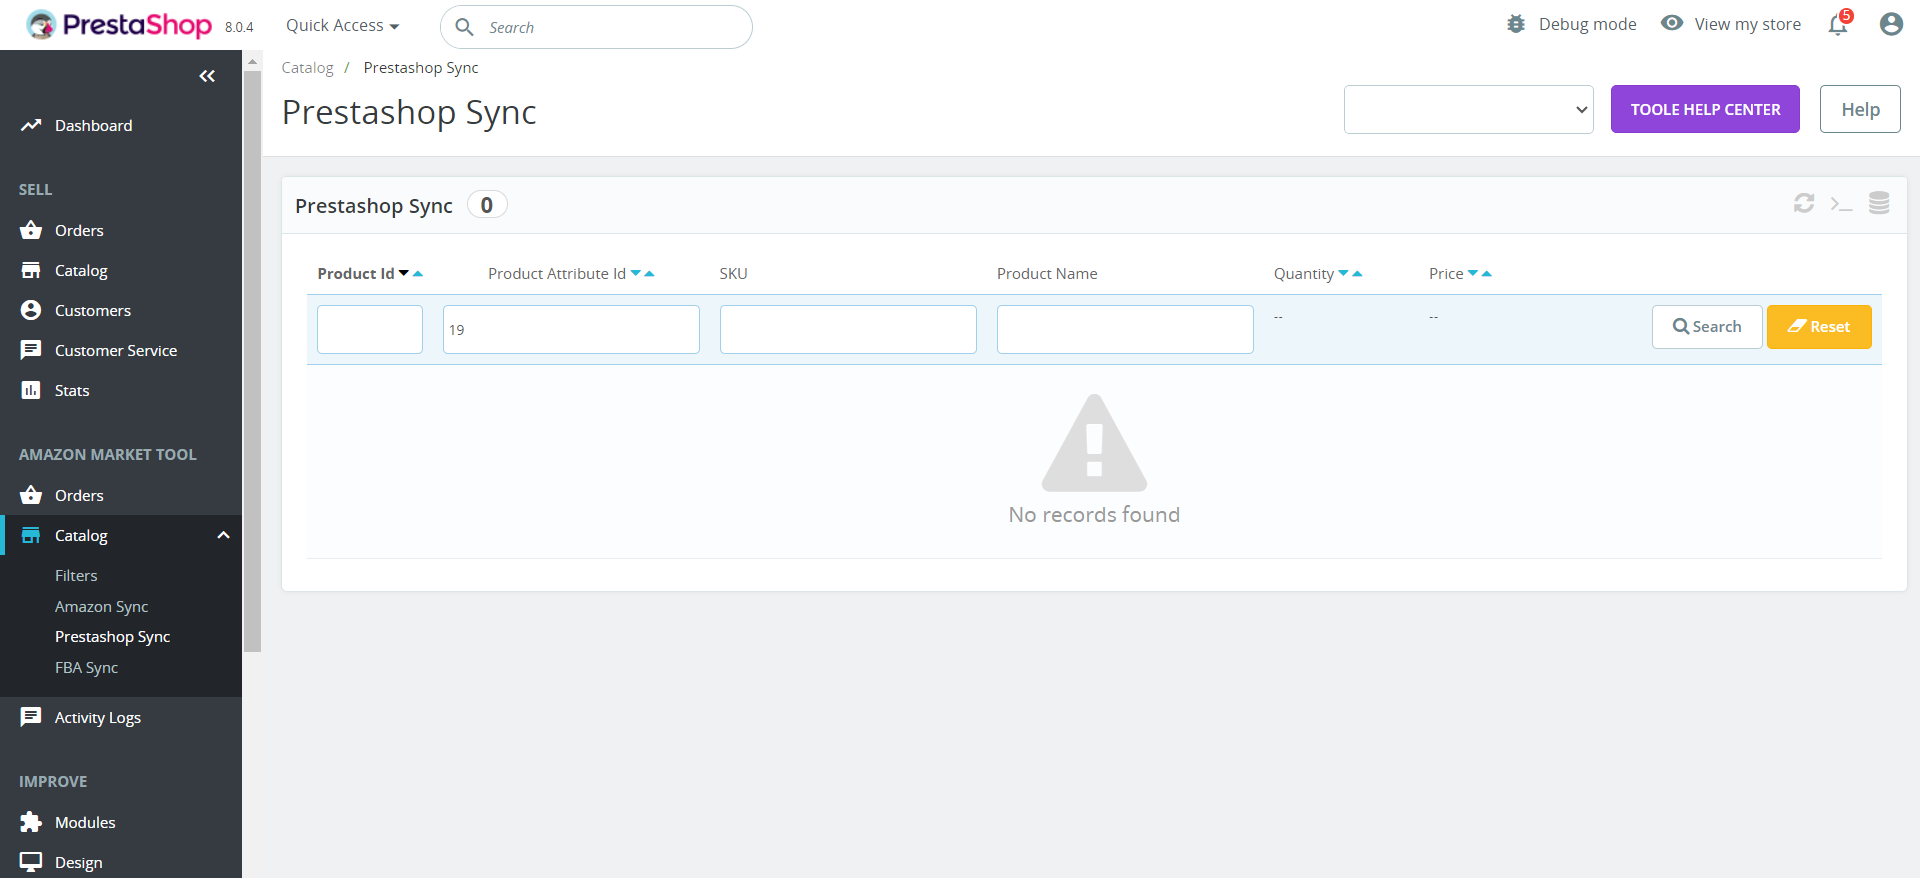 PrestaShop 8.0.4 Quick Access Search Debug mode View my store 5
Catalog / Prestashop Sync
Prestashop Sync
TOOLE HELP CENTER Help
Dashboard
SELL
Orders
Catalog
Customers
Customer Service
Stats
AMAZON MARKET TOOL
Orders
Catalog
Filters
Amazon Sync
Prestashop Sync
FBA Sync
Activity Logs
IMPROVE
Modules
Design
Prestashop Sync 0
Product Id Product Attribute Id SKU Product Name Quantity Price
19 -- -- Search Reset
No records found